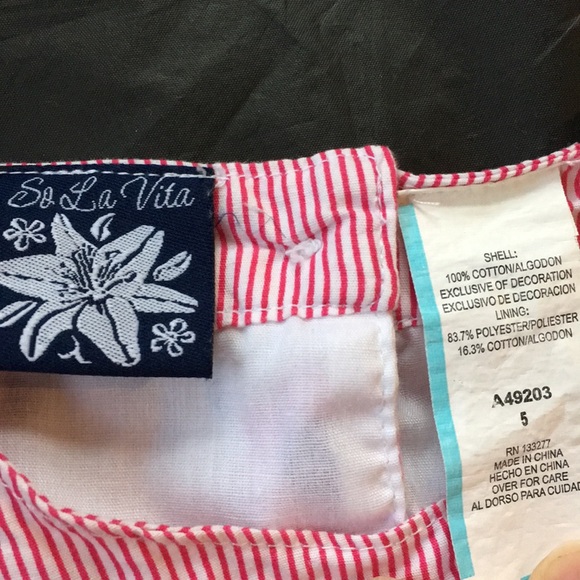 So La Vita
SHELL:
100% COTTON/ALGODON
EXCLUSIVE OF DECORATION
EXCLUSIVO DE DECORACION
LINING:
83.7% POLYESTER/POLIESTER
16.3% COTTON/ALGODON
A49203
5
RN 133277
MADE IN CHINA
HECHO EN CHINA
OVER FOR CARE
AL DORSO PARA CUIDAD